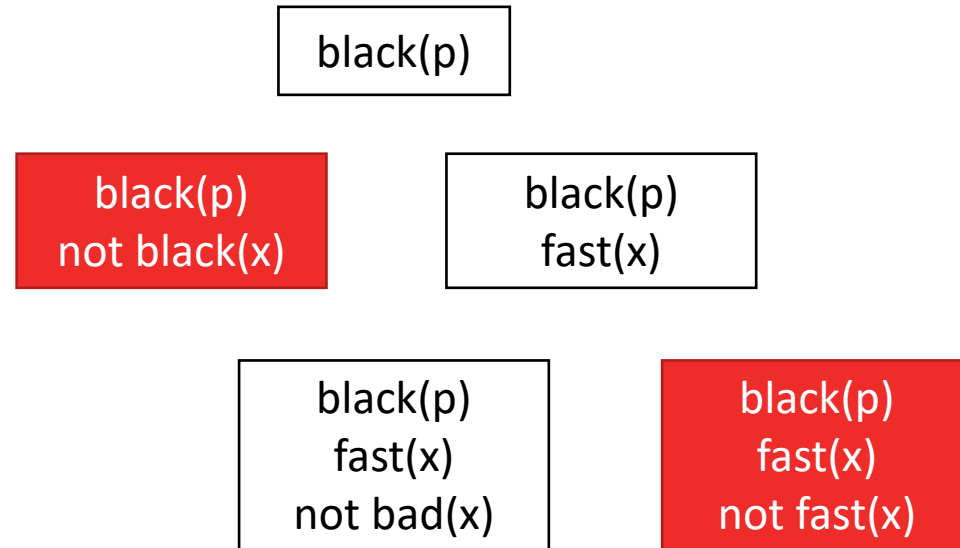 black(p)
black(p)
not black(x)
black(p)
fast(x)
black(p)
fast(x)
not bad(x)
black(p)
fast(x)
not fast(x)